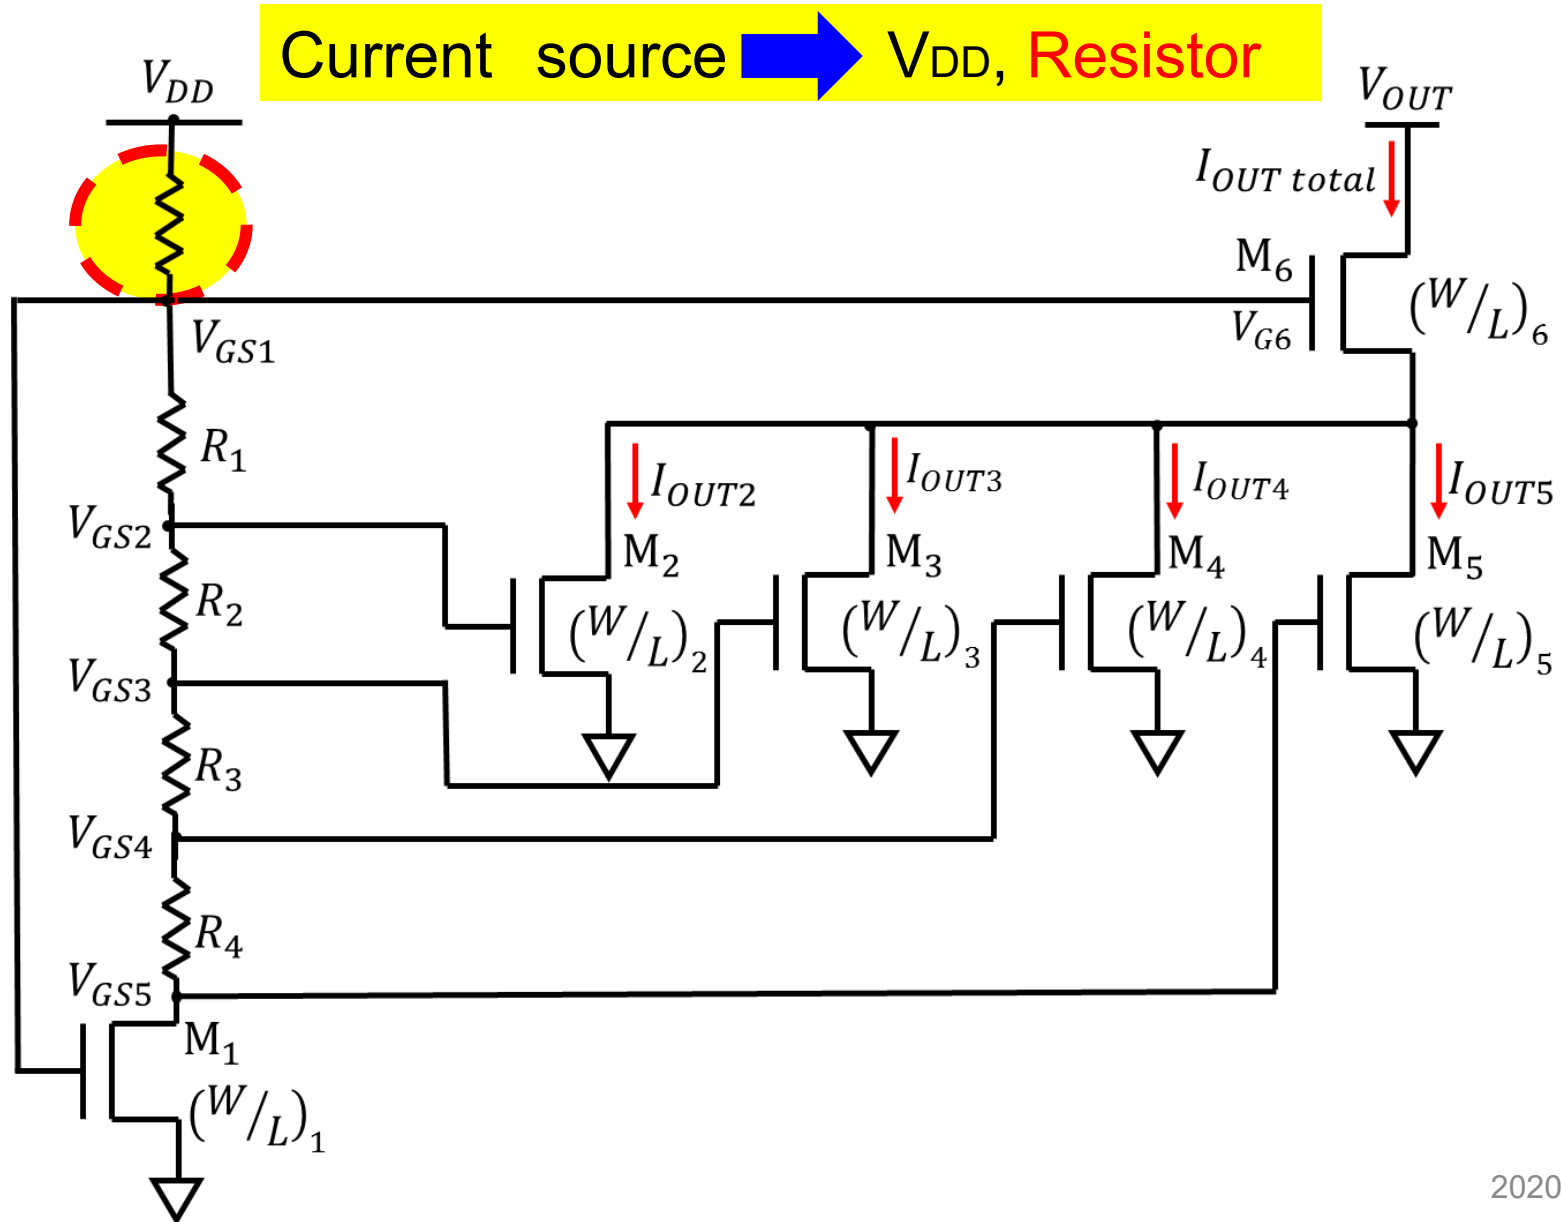 Current source VDD, Resistor
VDD
VOUT
IOUT total
M6
(W/L)6
VG6
VGS1
R1
IOUT2
IOUT3
IOUT4
IOUT5
VGS2
M2
M3
M4
M5
R2
(W/L)2
(W/L)3
(W/L)4
(W/L)5
VGS3
R3
VGS4
R4
VGS5
M1
(W/L)1
2020